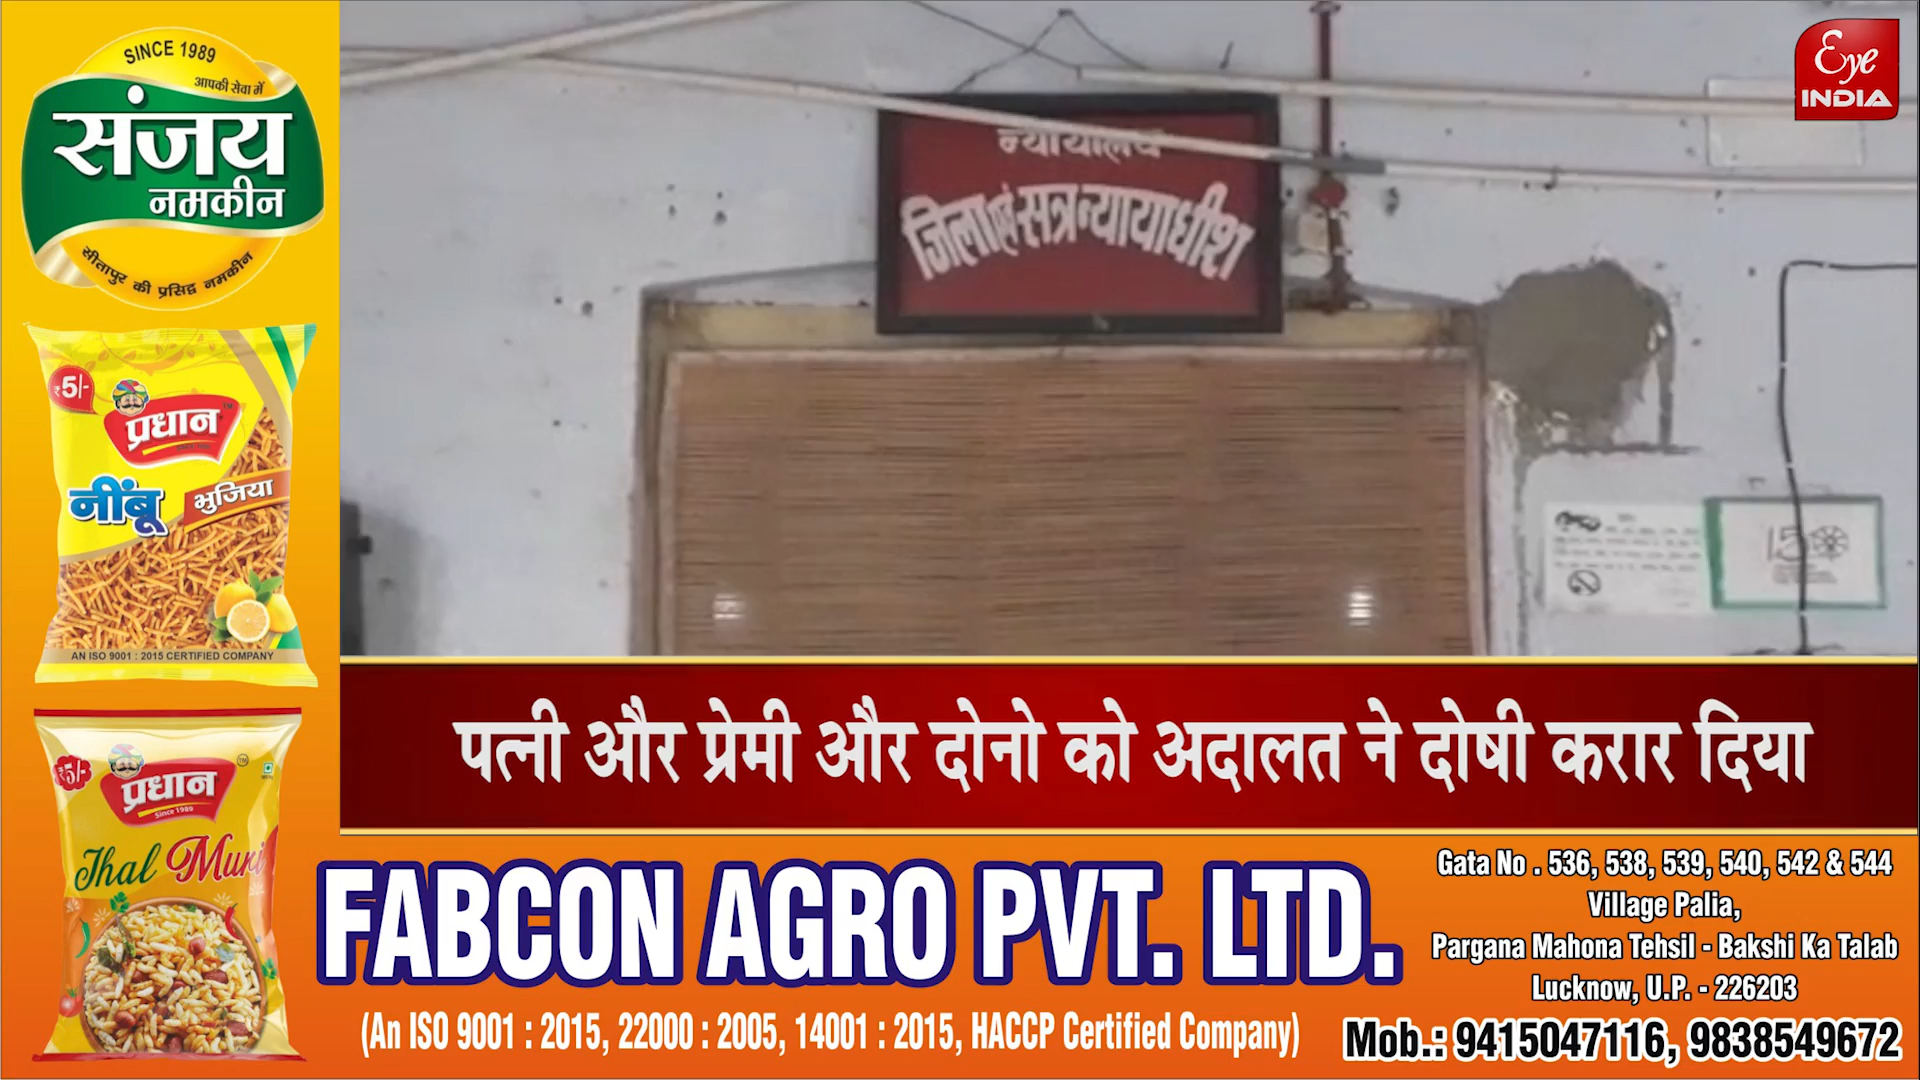 SINCE 1989
आपकी सेवा में
संजय
नमकीन
सीतापुर की प्रसिद्ध नमकीन
₹5/-
प्रधान
नींबू
भुजिया
AN ISO 9001 : 2015 CERTIFIED COMPANY
₹5/-
प्रधान
Since 1989
Jhal Muri
Eye
INDIA
न्यायालय
जिला एवं सत्र न्यायाधीश
15
पत्नी और प्रेमी और दोनो को अदालत ने दोषी करार दिया
FABCON AGRO PVT. LTD.
(An ISO 9001 : 2015, 22000 : 2005, 14001 : 2015, HACCP Certified Company)
Gata No . 536, 538, 539, 540, 542 & 544
Village Palia,
Pargana Mahona Tehsil - Bakshi Ka Talab
Lucknow, U.P. - 226203
Mob.: 9415047116, 9838549672